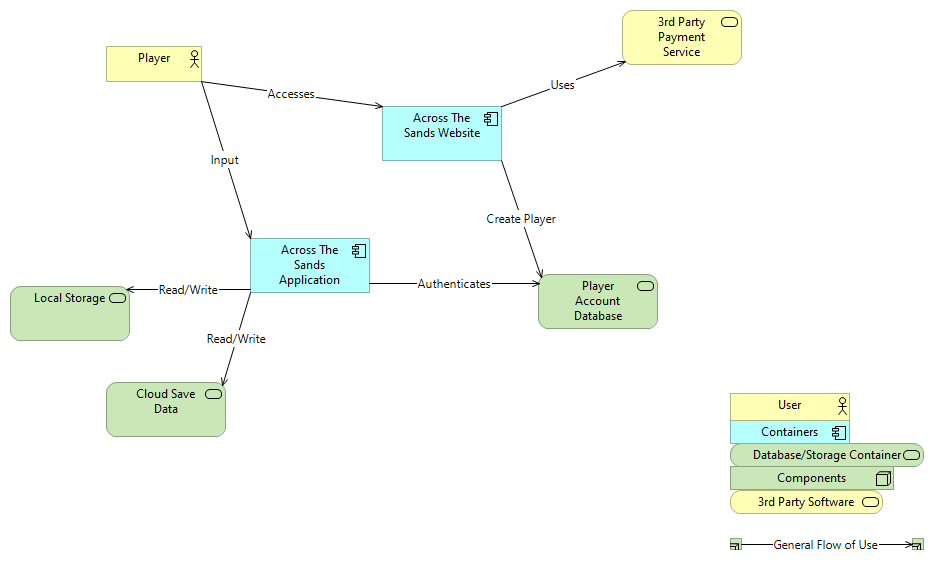 3rd Party
Payment
Service
Player
Uses
Accesses
Across The
Sands Website
Input
Create Player
Across The
Sands
Application
Authenticates
Player
Account
Database
Read/Write
Local Storage
Read/Write
Cloud Save
Data
User
Containers
Database/Storage Container
Components
3rd Party Software
General Flow of Use